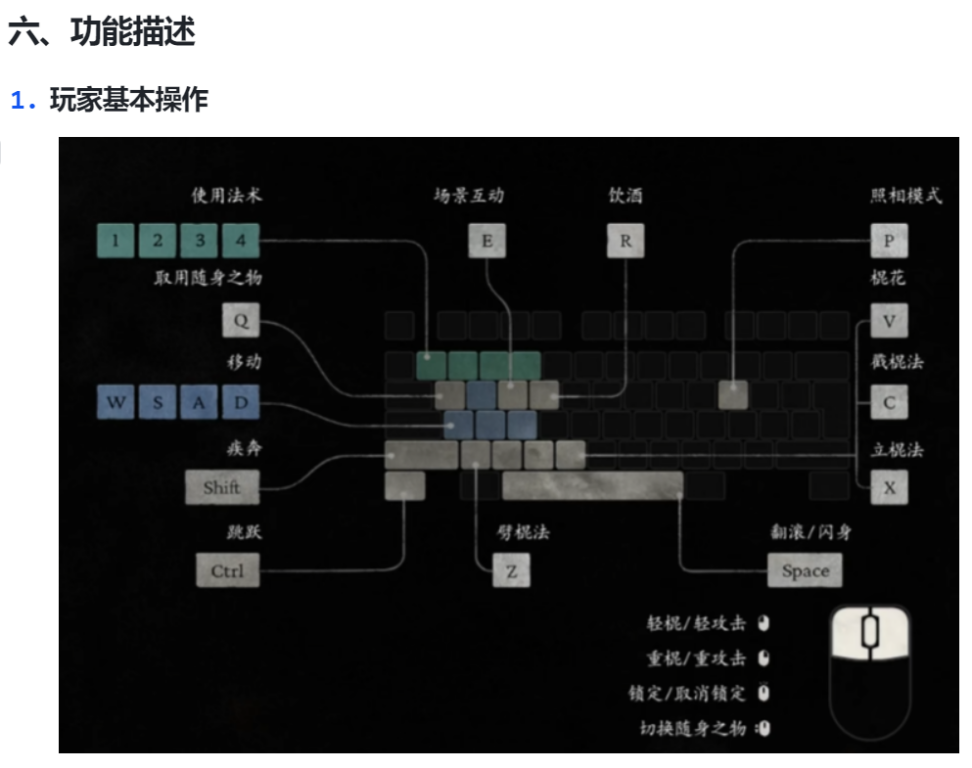 六、功能描述
1. 玩家基本操作
使用法术 场景互动 饮酒 照相模式
1 2 3 4 E R P
取用随身之物 棍花
Q V
移动 戳棍法
W S A D C
疾奔 立棍法
Shift X
跳跃 劈棍法 翻滚/闪身
Ctrl Z Space
轻棍/轻攻击
重棍/重攻击
锁定/取消锁定
切换随身之物